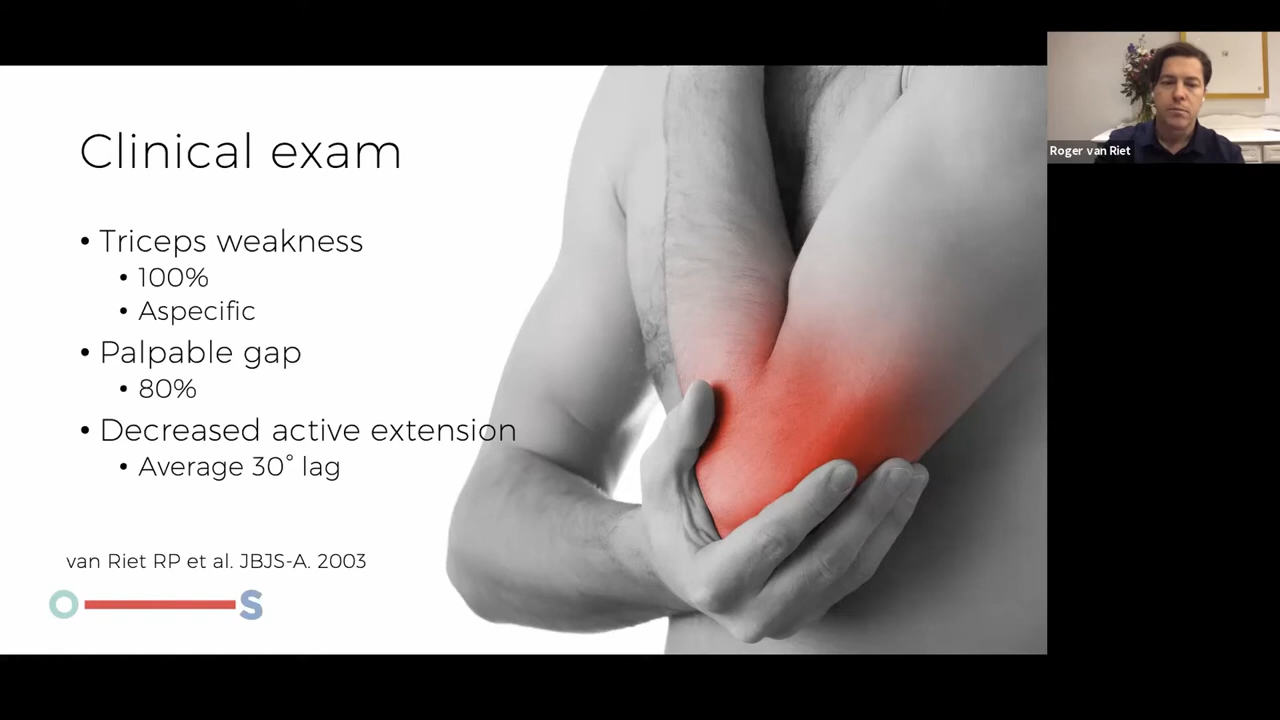 Clinical exam
• Triceps weakness
• 100%
• Aspecific
• Palpable gap
• 80%
• Decreased active extension
• Average 30° lag
van Riet RP et al. JBJS-A. 2003
O S
Roger van Riet